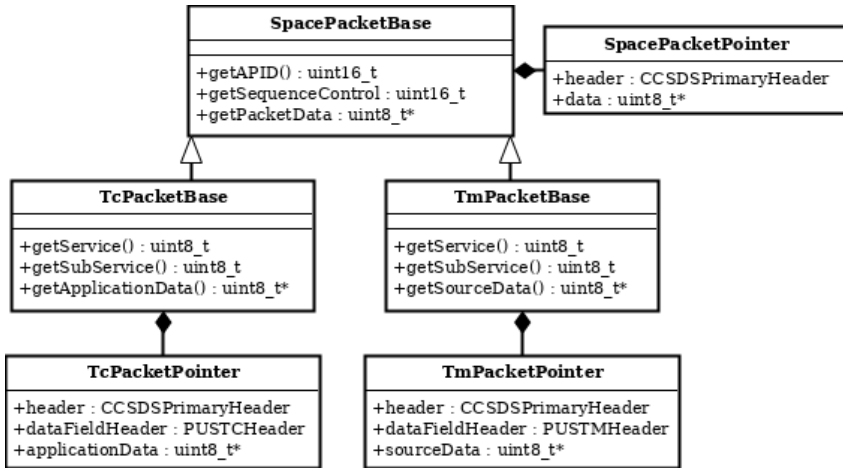 SpacePacketBase
+getAPID() : uint16_t
+getSequenceControl : uint16_t
+getPacketData : uint8_t*
SpacePacketPointer
+header : CCSDSPrimaryHeader
+data : uint8_t*
TcPacketBase
+getService() : uint8_t
+getSubService() : uint8_t
+getApplicationData() : uint8_t*
TmPacketBase
+getService() : uint8_t
+getSubService() : uint8_t
+getSourceData() : uint8_t*
TcPacketPointer
+header : CCSDSPrimaryHeader
+dataFieldHeader : PUSTCHeader
+applicationData : uint8_t*
TmPacketPointer
+header : CCSDSPrimaryHeader
+dataFieldHeader : PUSTMHeader
+sourceData : uint8_t*